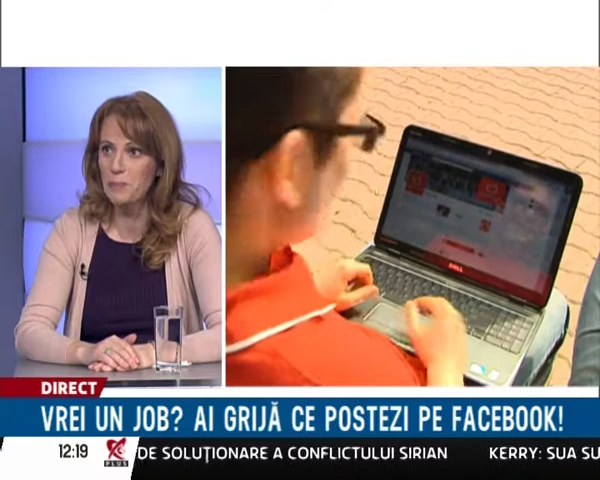 DELL
DIRECT
VREI UN JOB? AI GRIJĂ CE POSTEZI PE FACEBOOK!
12:19 PLUS DE SOLUȚIONARE A CONFLICTULUI SIRIAN KERRY: SUA SU